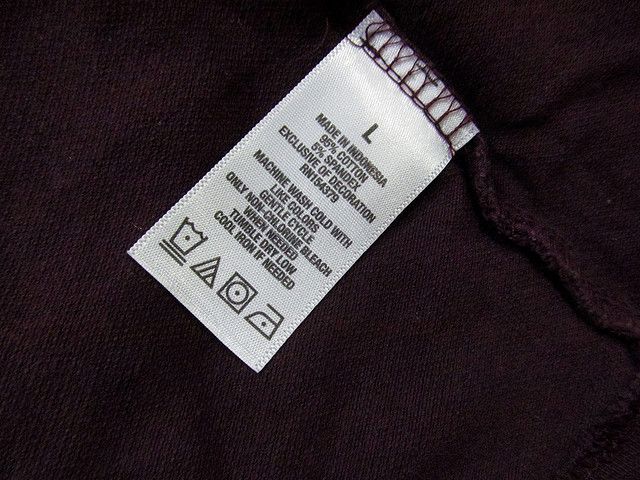 L
MADE IN INDONESIA
95% COTTON
5% SPANDEX
EXCLUSIVE OF DECORATION
RN154379
MACHINE WASH COLD WITH
LIKE COLORS
GENTLE CYCLE
ONLY NON-CHLORINE BLEACH
WHEN NEEDED
TUMBLE DRY LOW
COOL IRON IF NEEDED